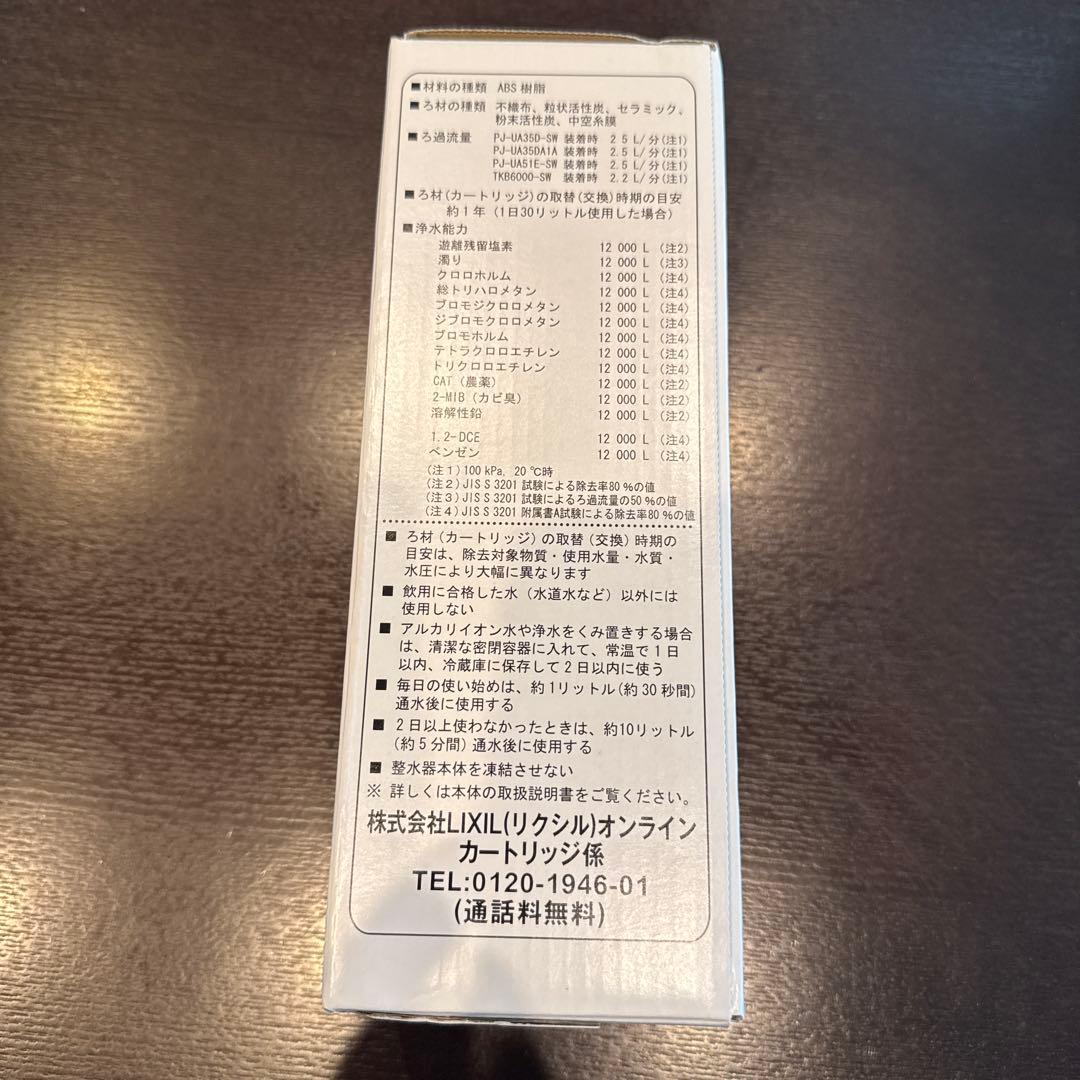 ■材料の種類 ABS 樹脂
■ろ材の種類 不織布、粒状活性炭、セラミック、
粉末活性炭、中空糸膜
■ろ過流量 PJ-UA35D-SW 装着時 2.5 L/分(注1)
PJ-UA35DA1A 装着時 2.5 L/分(注1)
PJ-UA51E-SW 装着時 2.5 L/分(注1)
TKB6000-SW 装着時 2.2 L/分(注1)
■ろ材(カートリッジ)の取替(交換)時期の目安
約1年(1日30リットル使用した場合)
■浄水能力
遊離残留塩素 12 000 L (注2)
濁り 12 000 L (注3)
クロロホルム 12 000 L (注4)
総トリハロメタン 12 000 L (注4)
ブロモジクロロメタン 12 000 L (注4)
ジブロモクロロメタン 12 000 L (注4)
ブロモホルム 12 000 L (注4)
テトラクロロエチレン 12 000 L (注4)
トリクロロエチレン 12 000 L (注4)
CAT(農薬) 12 000 L (注2)
2-MIB(カビ臭) 12 000 L (注2)
溶解性鉛 12 000 L (注2)
1.2-DCE 12 000 L (注4)
ベンゼン 12 000 L (注4)
(注1)100 kPa, 20 ℃時
(注2)JIS S 3201 試験による除去率80 %の値
(注3)JIS S 3201 試験によるろ過流量の50 %の値
(注4)JIS S 3201 附属書A試験による除去率80 %の値
■ ろ材(カートリッジ)の取替(交換)時期の
目安は、除去対象物質・使用水量・水質・
水圧により大幅に異なります
■ 飲用に合格した水(水道水など)以外には
使用しない
■ アルカリイオン水や浄水をくみ置きする場合
は、清潔な密閉容器に入れて、常温で1日
以内、冷蔵庫に保存して2日以内に使う
■ 毎日の使い始めは、約1リットル(約30秒間)
通水後に使用する
■ 2日以上使わなかったときは、約10リットル
(約5分間)通水後に使用する
■ 整水器本体を凍結させない
※ 詳しくは本体の取扱説明書をご覧ください。
株式会社LIXIL(リクシル)オンライン
カートリッジ係
TEL:0120-1946-01
(通話料無料)